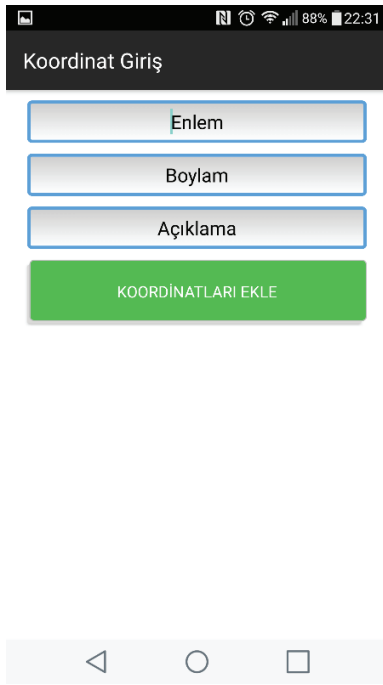 88% 22:31
Koordinat Giriş
Enlem
Boylam
Açıklama
KOORDİNATLARI EKLE